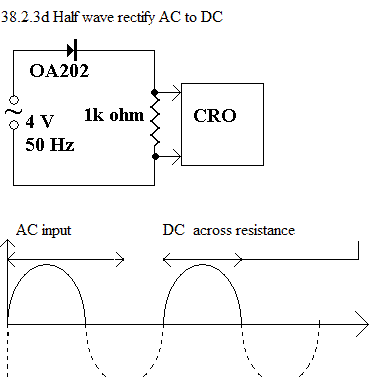 38.2.3d Half wave rectify AC to DC
OA202
1k ohm
CRO
~ 4 V
50 Hz
AC input
DC across resistance